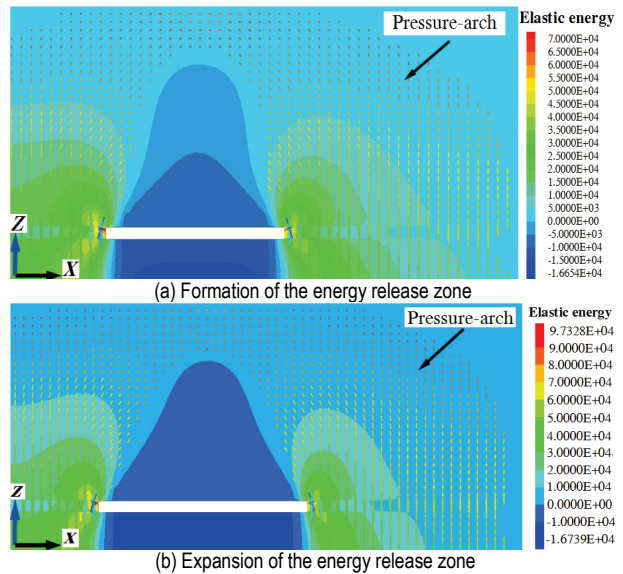 Pressure-arch
Elastic energy
7.0000E+04
6.5000E+04
6.0000E+04
5.5000E+04
5.0000E+04
4.5000E+04
4.0000E+04
3.5000E+04
3.0000E+04
2.5000E+04
2.0000E+04
1.5000E+04
1.0000E+04
5.0000E+03
0.0000E+00
-5.0000E+03
-1.0000E+04
-1.5000E+04
-1.6654E+04
Z
X
(a) Formation of the energy release zone
Pressure-arch
Elastic energy
9.7328E+04
9.0000E+04
8.0000E+04
7.0000E+04
6.0000E+04
5.0000E+04
4.0000E+04
3.0000E+04
2.0000E+04
1.0000E+04
0.0000E+00
-1.0000E+04
-1.6739E+04
Z
X
(b) Expansion of the energy release zone